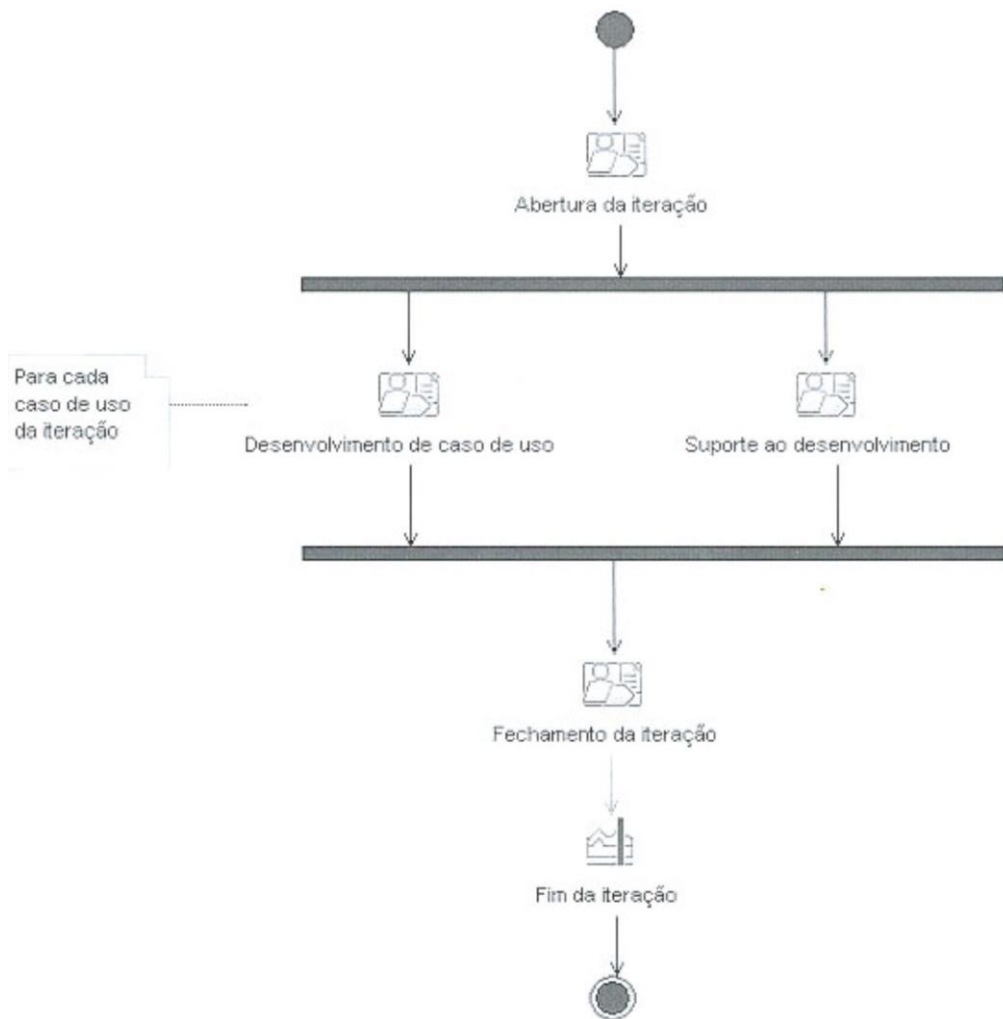 Abertura da iteração
Para cada
caso de uso
da iteração
Desenvolvimento de caso de uso
Suporte ao desenvolvimento
Fechamento da iteração
Fim da iteração